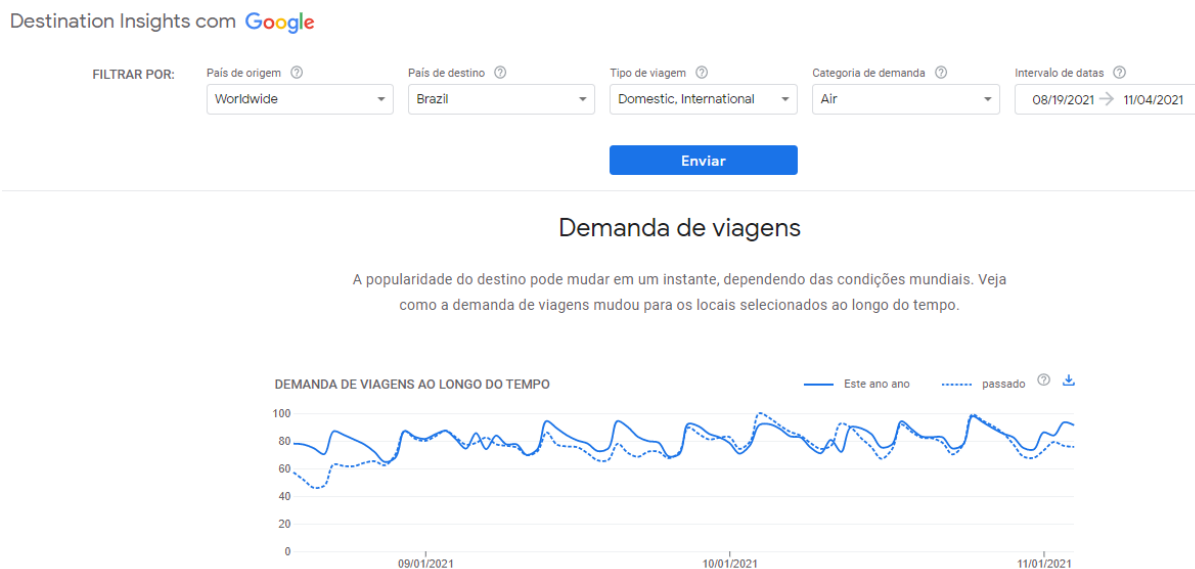 Destination Insights com Google
FILTRAR POR:
País de origem
País de destino
Tipo de viagem
Categoria de demanda
Intervalo de datas
Worldwide
Brazil
Domestic, International
Air
08/19/2021 → 11/04/2021
Enviar
Demanda de viagens
A popularidade do destino pode mudar em um instante, dependendo das condições mundiais. Veja
como a demanda de viagens mudou para os locais selecionados ao longo do tempo.
DEMANDA DE VIAGENS AO LONGO DO TEMPO
Este ano ano
passado
100
80
60
40
20
0
09/01/2021
10/01/2021
11/01/2021